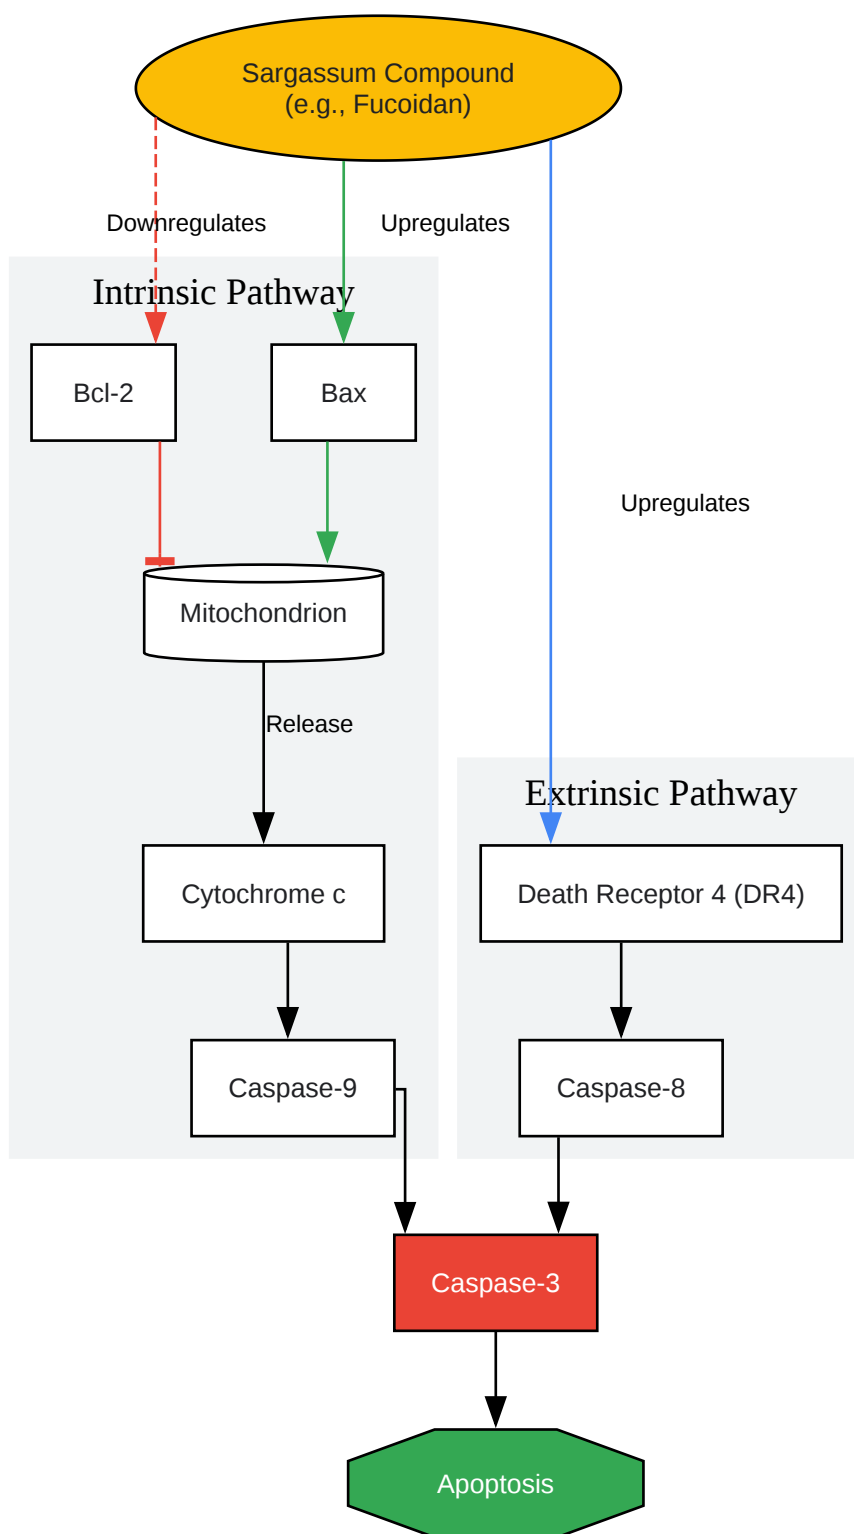 Sargassum Compound
(e.g., Fucoidan)
Downregulates
Upregulates
Intrinsic Pathway
Bcl-2
Bax
Upregulates
Mitochondrion
Release
Extrinsic Pathway
Cytochrome c
Death Receptor 4 (DR4)
Caspase-9
Caspase-8
Caspase-3
Apoptosis